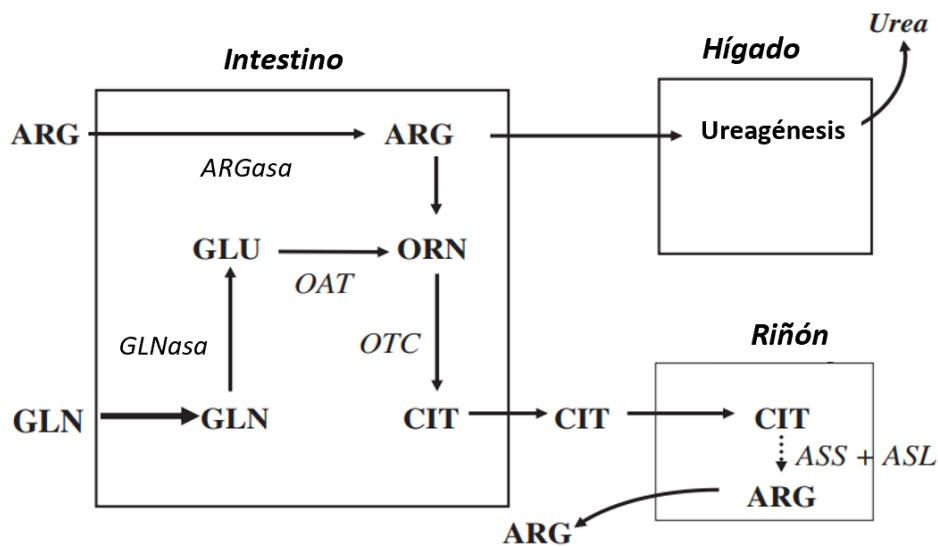 Urea
Intestino
Hígado
ARG
ARG
Ureagénesis
ARGasa
GLU
ORN
OAT
GLNasa
OTC
Riñón
GLN
GLN
CIT
CIT
CIT
ASS + ASL
ARG
ARG